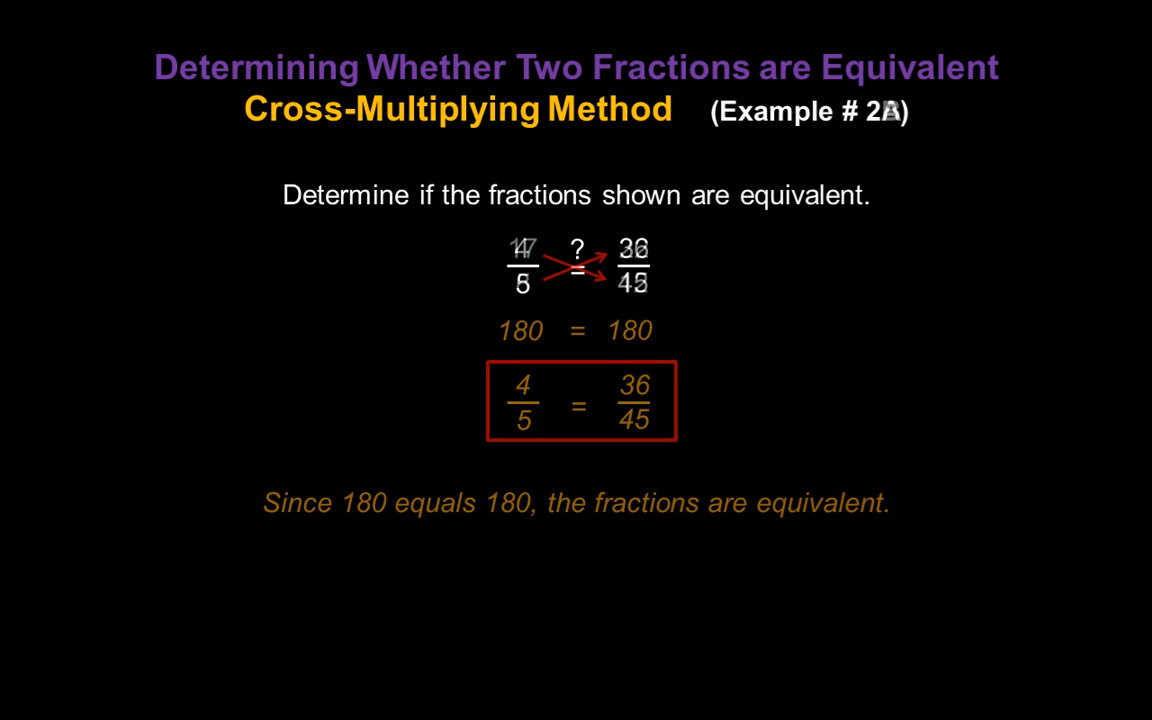 Determining Whether Two Fractions are Equivalent
Cross-Multiplying Method (Example # 2
Determine if the fractions shown are equivalent.
4 ? 36
5 = 45
180 = 180
4 36
5 = 45
Since 180 equals 180, the fractions are equivalent.